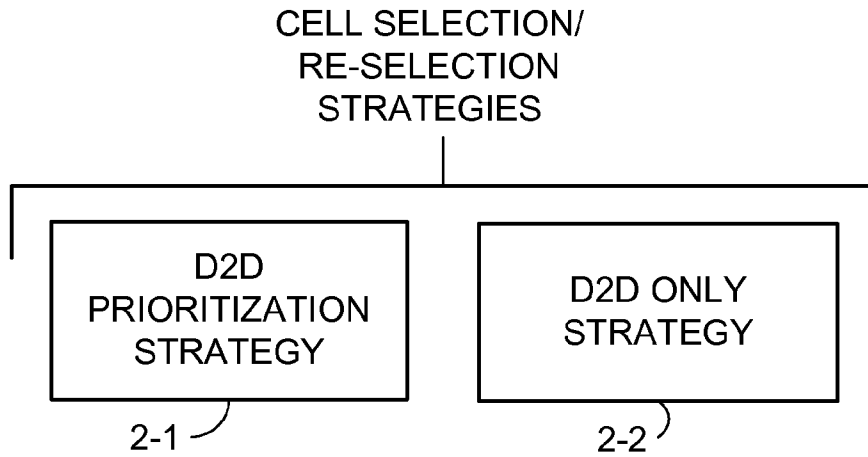 CELL SELECTION/
RE-SELECTION
STRATEGIES
D2D
PRIORITIZATION
STRATEGY
D2D ONLY
STRATEGY
2-1
2-2